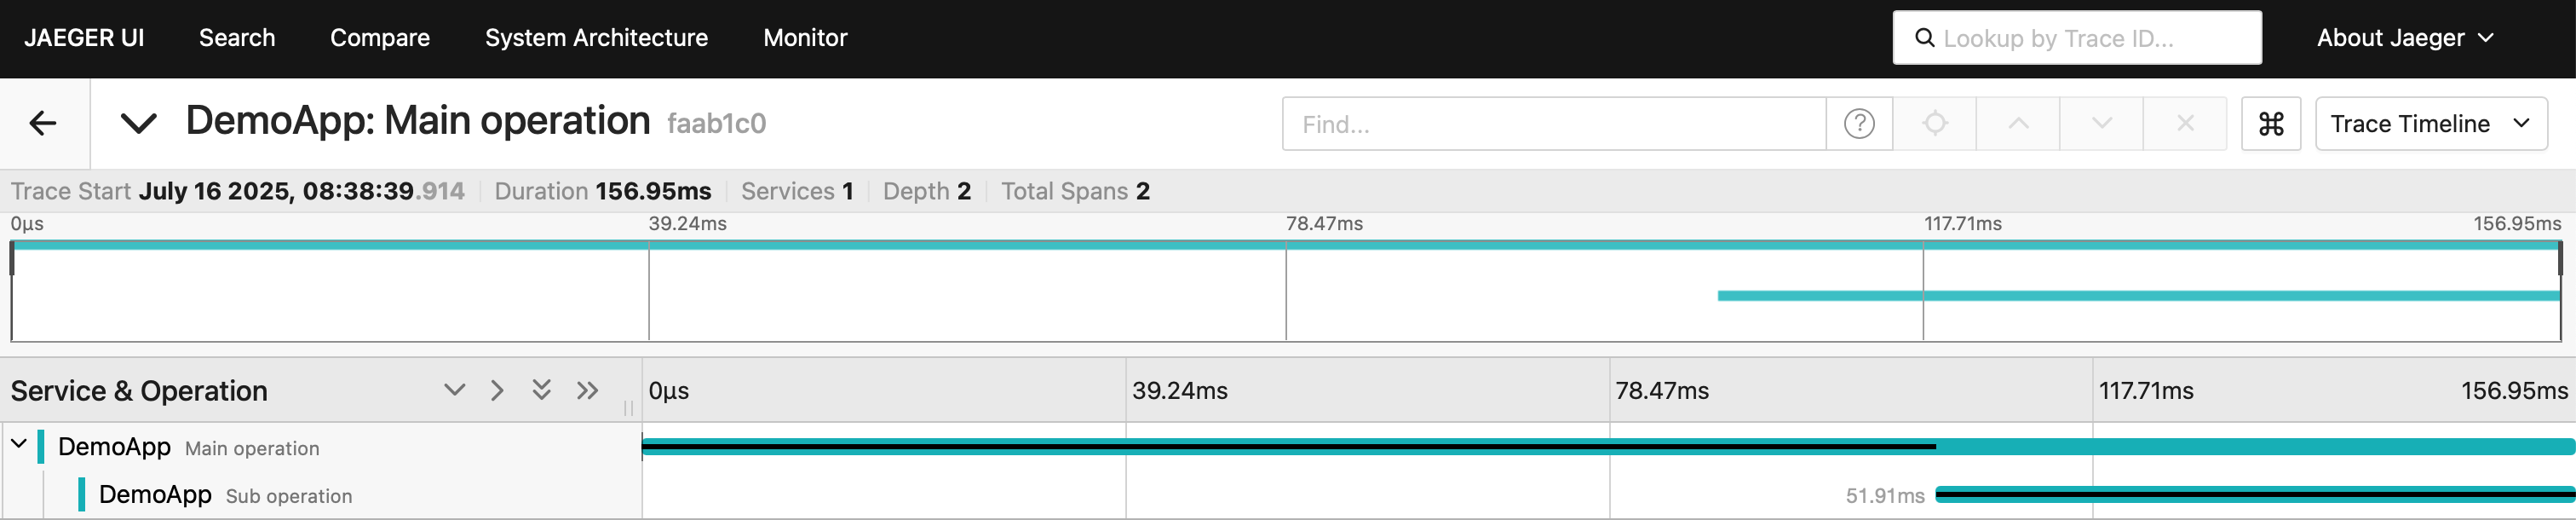 JAEGER UI Search Compare System Architecture Monitor Lookup by Trace ID... About Jaeger
DemoApp: Main operation faab1c0 Find... ? Trace Timeline
Trace Start July 16 2025, 08:38:39.914 Duration 156.95ms Services 1 Depth 2 Total Spans 2
0μs 39.24ms 78.47ms 117.71ms 156.95ms
Service & Operation 0μs 39.24ms 78.47ms 117.71ms 156.95ms
DemoApp Main operation
DemoApp Sub operation 51.91ms